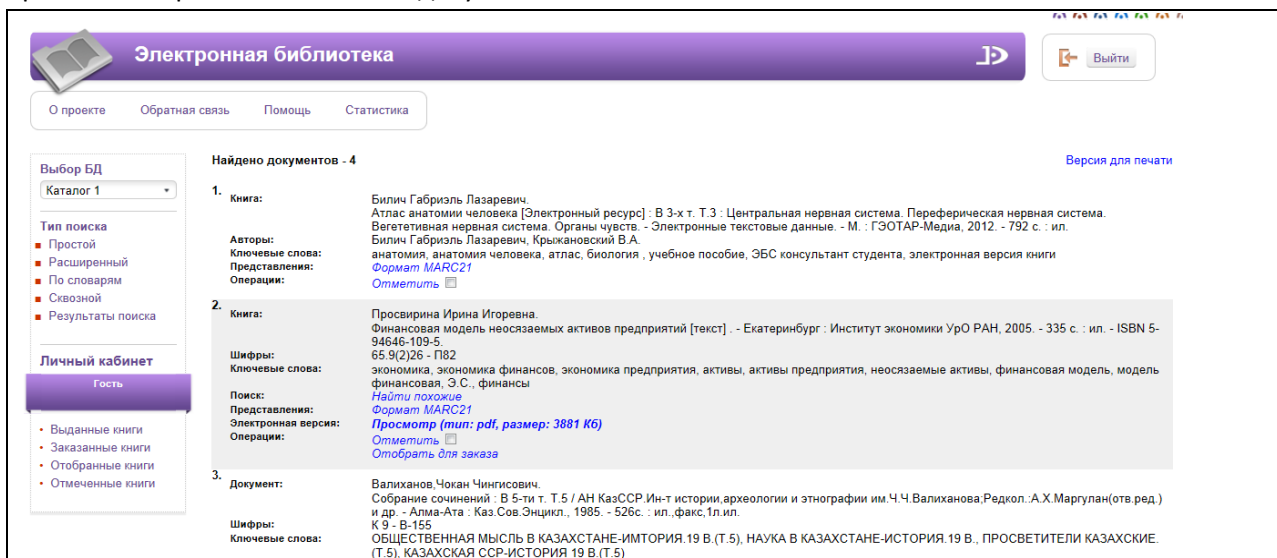 Электронная библиотека
Выйти
О проекте Обратная связь Помощь Статистика
Выбор БД
Каталог 1
Тип поиска
Простой
Расширенный
По словарям
Сквозной
Результаты поиска
Личный кабинет
Гость
Выданные книги
Заказанные книги
Отобранные книги
Отмеченные книги
Найдено документов - 4 Версия для печати
1. Книга: Билич Габриэль Лазаревич.
Атлас анатомии человека [Электронный ресурс] : В 3-х т. Т.3 : Центральная нервная система. Переферическая нервная система.
Вегететивная нервная система. Органы чувств. - Электронные текстовые данные. - М. : ГЭОТАР-Медиа, 2012. - 792 с. : ил.
Авторы: Билич Габриэль Лазаревич, Крыжановский В.А.
Ключевые слова: анатомия, анатомия человека, атлас, биология , учебное пособие, ЭБС консультант студента, электронная версия книги
Представления: Формат MARC21
Операции: Отметить
2. Книга: Просвирина Ирина Игоревна.
Финансовая модель неосязаемых активов предприятий [текст] . - Екатеринбург : Институт экономики УрО РАН, 2005. - 335 с. : ил. - ISBN 5-
94646-109-5.
Шифры: 65.9(2)26 - П82
Ключевые слова: экономика, экономика финансов, экономика предприятия, активы, активы предприятия, неосязаемые активы, финансовая модель, модель
финансовая, Э.С., финансы
Поиск: Найти похожие
Представления: Формат MARC21
Электронная версия: Просмотр (тип: pdf, размер: 3881 Кб)
Операции: Отметить
Отобрать для заказа
3. Документ: Валиханов,Чокан Чингисович.
Собрание сочинений : В 5-ти т. Т.5 / АН КазССР.Ин-т истории,археологии и этнографии им.Ч.Ч.Валиханова;Редкол.:А.Х.Маргулан(отв.ред.)
и др. - Алма-Ата : Каз.Сов.Энцикл., 1985. - 526с. : ил.,факс,1л.ил.
Шифры: К 9 - В-155
Ключевые слова: ОБЩЕСТВЕННАЯ МЫСЛЬ В КАЗАХСТАНЕ-ИМТОРИЯ.19 В.(Т.5), НАУКА В КАЗАХСТАНЕ-ИСТОРИЯ.19 В., ПРОСВЕТИТЕЛИ КАЗАХСКИЕ.
(Т.5), КАЗАХСКАЯ ССР-ИСТОРИЯ 19 В.(Т.5)